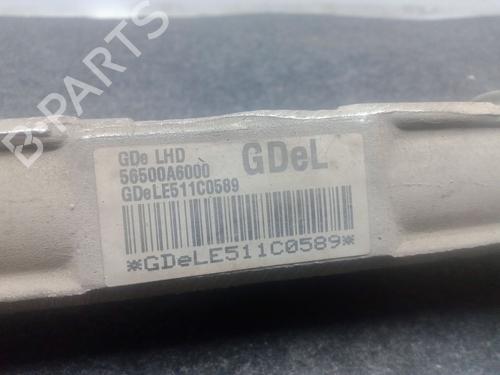 B PARTS
GDe LHD
56500A6000
GDeL
GDeLE511C0589
*GDeLE511C0589*